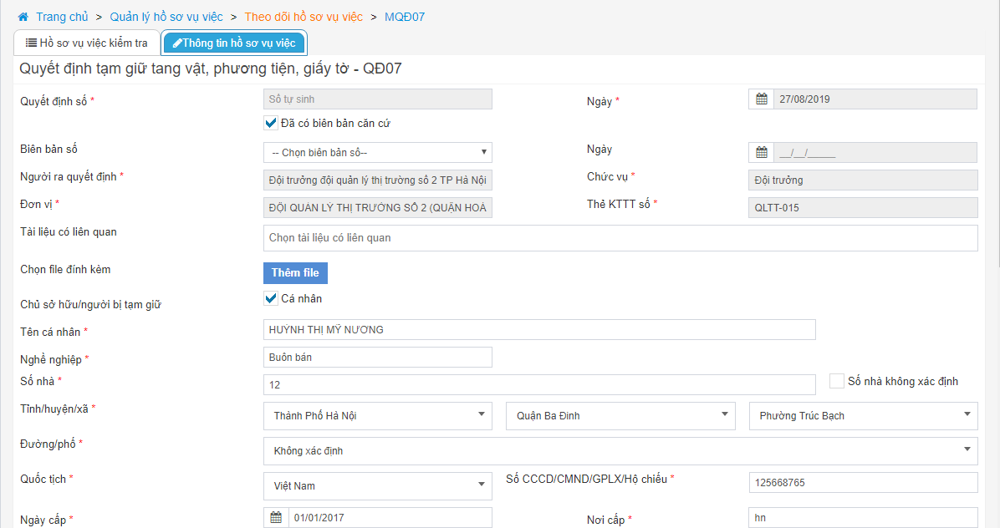 Trang chủ > Quản lý hồ sơ vụ việc > Theo dõi hồ sơ vụ việc > MQĐ07
Hồ sơ vụ việc kiểm tra Thông tin hồ sơ vụ việc
Quyết định tạm giữ tang vật, phương tiện, giấy tờ - QĐ07
Quyết định số * Số tự sinh Ngày * 27/08/2019
Đã có biên bản căn cứ
Biên bản số -- Chọn biên bản số-- Ngày __/__/____
Người ra quyết định * Đội trưởng đội quản lý thị trường số 2 TP Hà Nội Chức vụ * Đội trưởng
Đơn vị * ĐỘI QUẢN LÝ THỊ TRƯỜNG SỐ 2 (QUẬN HOÀ Thẻ KTTT số * QLTT-015
Tài liệu có liên quan Chọn tài liệu có liên quan
Chọn file đính kèm Thêm file
Chủ sở hữu/người bị tạm giữ Cá nhân
Tên cá nhân * HUỲNH THỊ MỸ NƯƠNG
Nghề nghiệp * Buôn bán
Số nhà * 12 Số nhà không xác định
Tỉnh/huyện/xã * Thành Phố Hà Nội Quận Ba Đình Phường Trúc Bạch
Đường/phố * Không xác định
Quốc tịch * Việt Nam Số CCCD/CMND/GPLX/Hộ chiếu * 125668765
Ngày cấp * 01/01/2017 Nơi cấp * hn